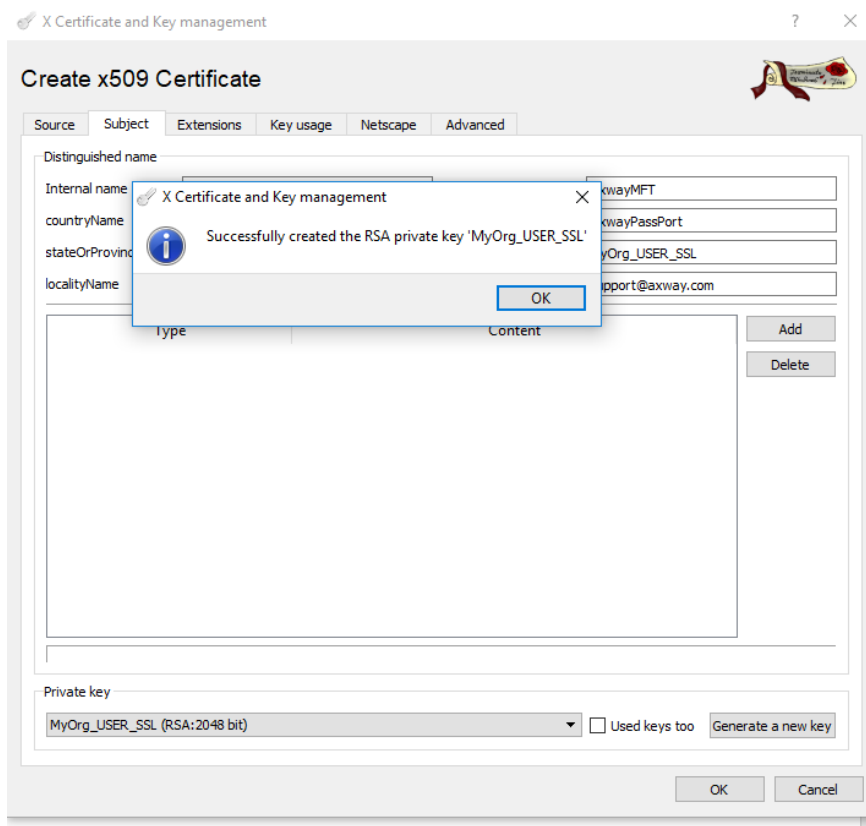 X Certificate and Key management
?
Create x509 Certificate
Source Subject Extensions Key usage Netscape Advanced
Distinguished name
Internal name
xwayMFT
countryName
xwayPassPort
stateOrProvinc
yOrg_USER_SSL
localityName
pport@axway.com
X Certificate and Key management
Successfully created the RSA private key 'MyOrg_USER_SSL'
OK
Type Content
Add
Delete
Private key
MyOrg_USER_SSL (RSA:2048 bit)
Used keys too
Generate a new key
OK Cancel